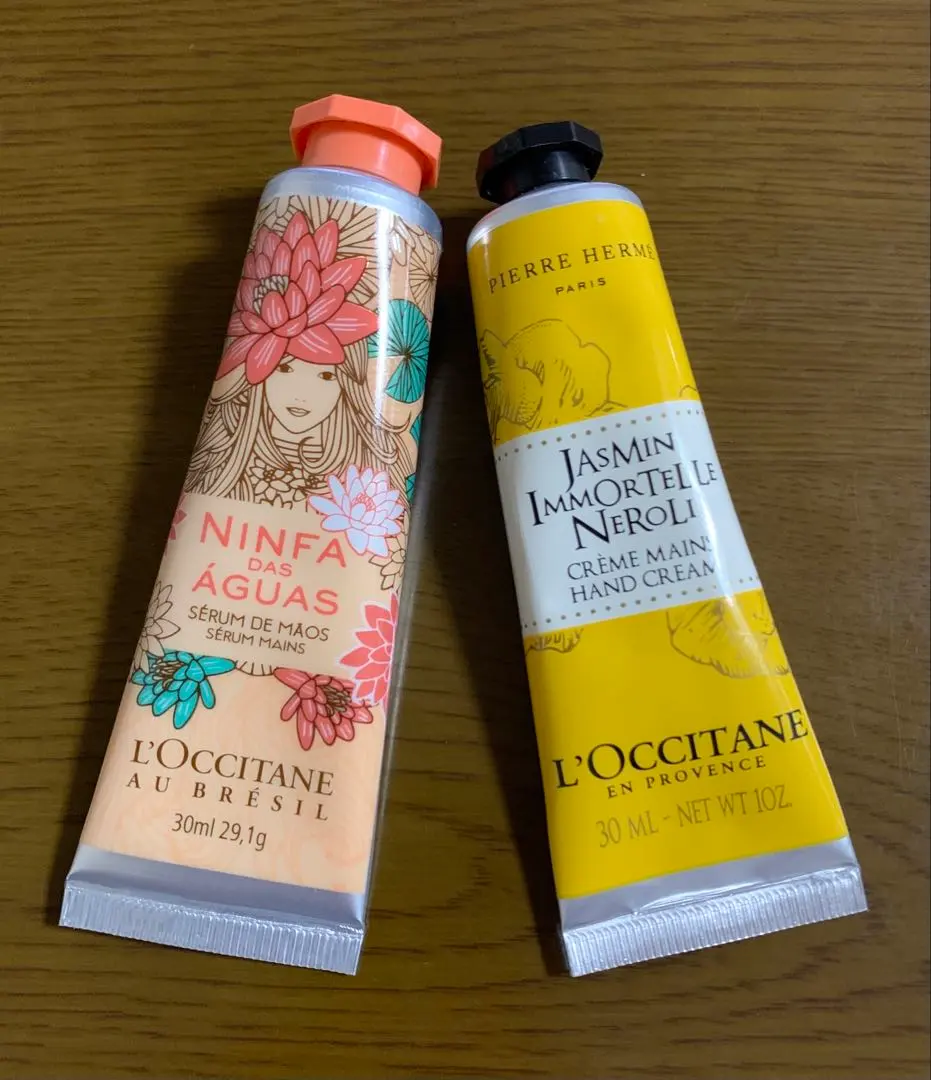 NINFA
DAS
ÁGUAS
SÉRUM DE MÃOS
SÉRUM MAINS
L'OCCITANE
AU BRÉSIL
30ml 29,1g
PIERRE HERMÉ
PARIS
JASMIN
IMMORTELLE
NEROLI
CRÈME MAINS
HAND CREAM
L'OCCITANE
EN PROVENCE
30 ML - NET WT 1OZ.